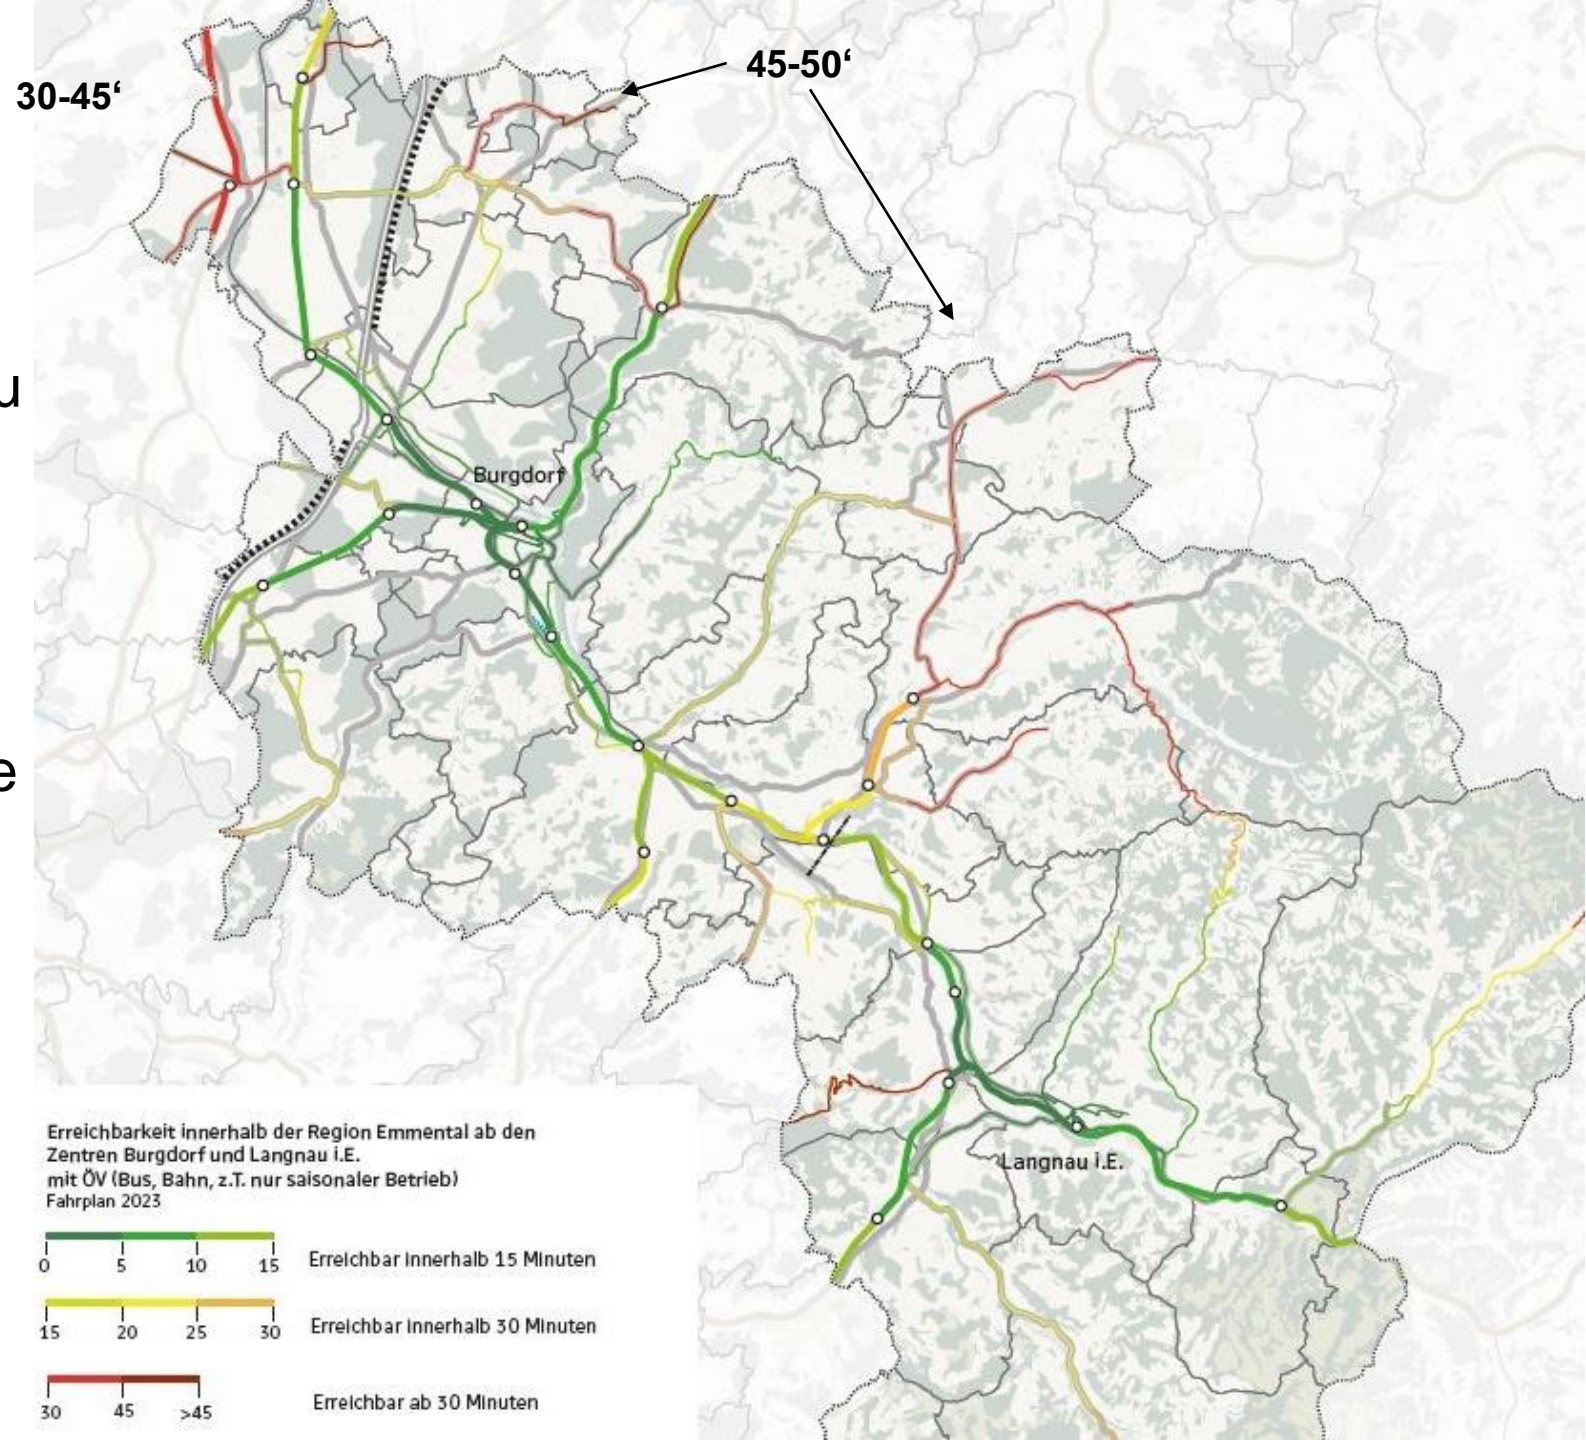 45-50‘
30-45‘
u
Burgdorf
e
Langnau i.E.
Erreichbarkeit innerhalb der Region Emmental ab den
Zentren Burgdorf und Langnau i.E.
mit ÖV (Bus, Bahn, z.T. nur saisonaler Betrieb)
Fahrplan 2023
0 5 10 15
Erreichbar innerhalb 15 Minuten
15 20 25 30
Erreichbar innerhalb 30 Minuten
30 45 >45
Erreichbar ab 30 Minuten